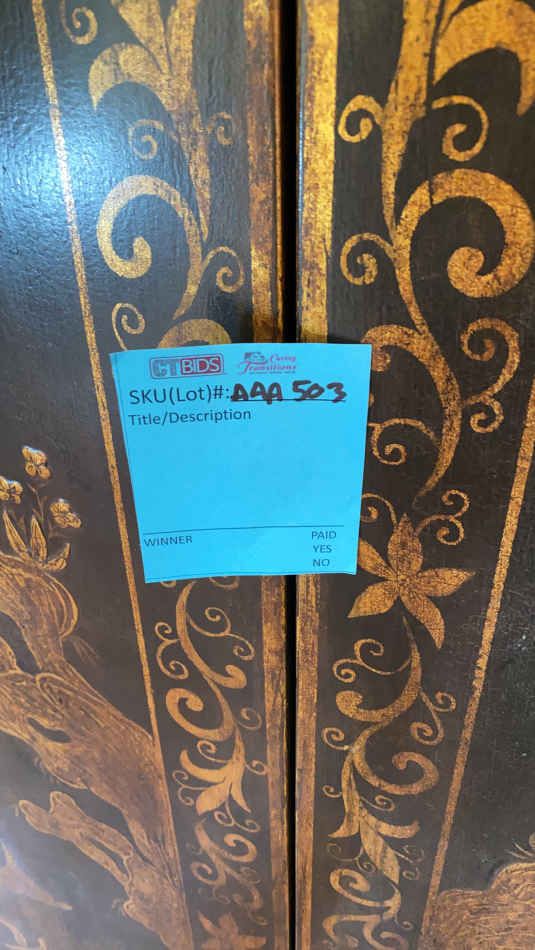 CTBIDS Caring Transitions
SKU(Lot)#: AAA 503
Title/Description
WINNER PAID
YES
NO